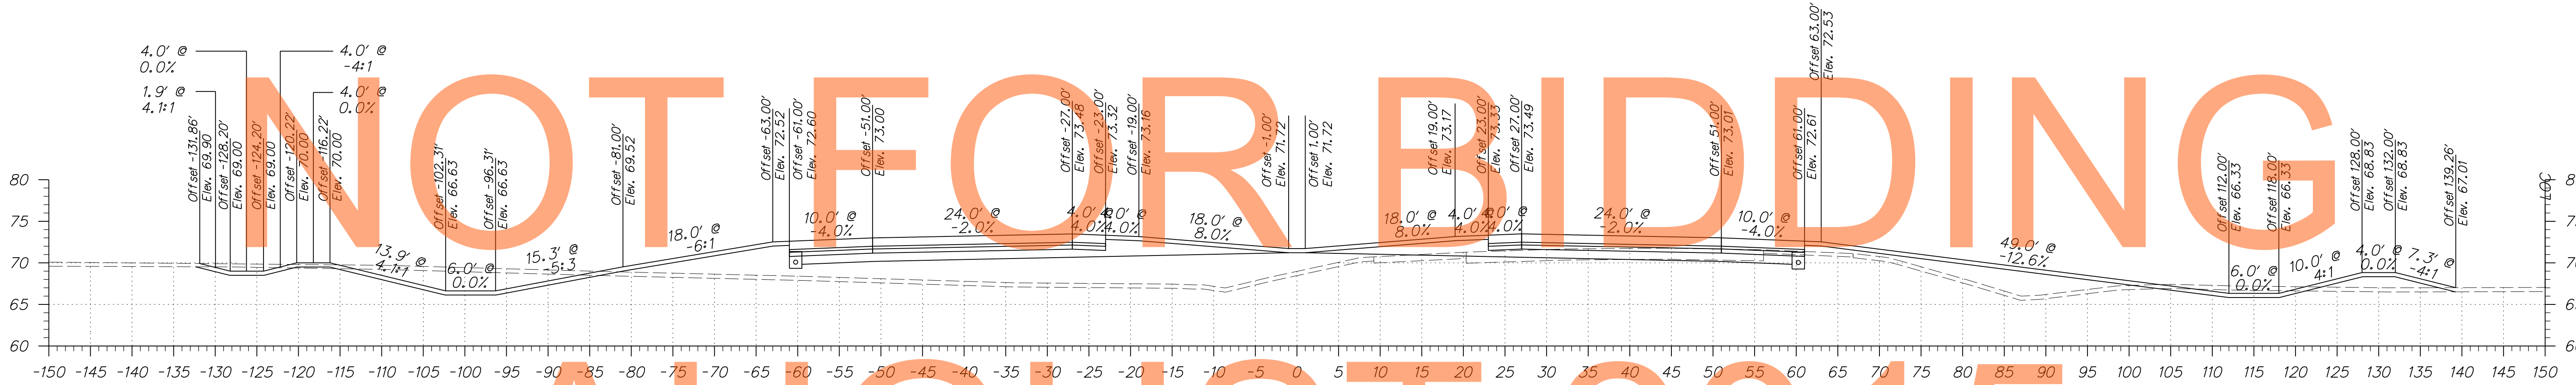 NOT FOR BIDDING
4.0' @
0.0%
4.0' @
-4:1
1.9' @
4.1:1
4.0' @
0.0%
Offset -131.86'
Elev. 69.90
Offset -128.20'
Elev. 69.00
Offset -124.20'
Elev. 69.00
Offset -120.22'
Elev. 70.00
Offset -116.22'
Elev. 70.00
Offset -102.31'
Elev. 66.63
Offset -96.31'
Elev. 66.63
Offset -81.00'
Elev. 69.52
Offset -63.00'
Elev. 72.52
Offset -61.00'
Elev. 72.60
Offset -51.00'
Elev. 73.00
Offset -27.00'
Elev. 73.48
Offset -23.00'
Elev. 73.32
Offset -19.00'
Elev. 73.16
Offset -1.00'
Elev. 71.72
Offset 1.00'
Elev. 71.72
Offset 19.00'
Elev. 73.17
Offset 23.00'
Elev. 73.33
Offset 27.00'
Elev. 73.49
Offset 51.00'
Elev. 73.01
Offset 61.00'
Elev. 72.61
Offset 63.00'
Elev. 72.53
Offset 112.00'
Elev. 66.33
Offset 118.00'
Elev. 66.33
Offset 128.00'
Elev. 68.83
Offset 132.00'
Elev. 68.83
Offset 139.26'
Elev. 67.01
13.9' @
4.1:1
6.0' @
0.0%
15.3' @
-5:3
18.0' @
-6:1
10.0' @
-4.0%
24.0' @
-2.0%
4.0' @
4.0%
4.0' @
-4.0%
18.0' @
8.0%
18.0' @
8.0%
4.0' @
4.0%
4.0' @
4.0%
24.0' @
-2.0%
10.0' @
-4.0%
49.0' @
-12.6%
6.0' @
0.0%
10.0' @
4:1
4.0' @
0.0%
7.3' @
-4:1
80
75
70
65
60
-150 -145 -140 -135 -130 -125 -120 -115 -110 -105 -100 -95 -90 -85 -80 -75 -70 -65 -60 -55 -50 -45 -40 -35 -30 -25 -20 -15 -10 -5 0 5 10 15 20 25 30 35 40 45 50 55 60 65 70 75 80 85 90 95 100 105 110 115 120 125 130 135 140 145 150